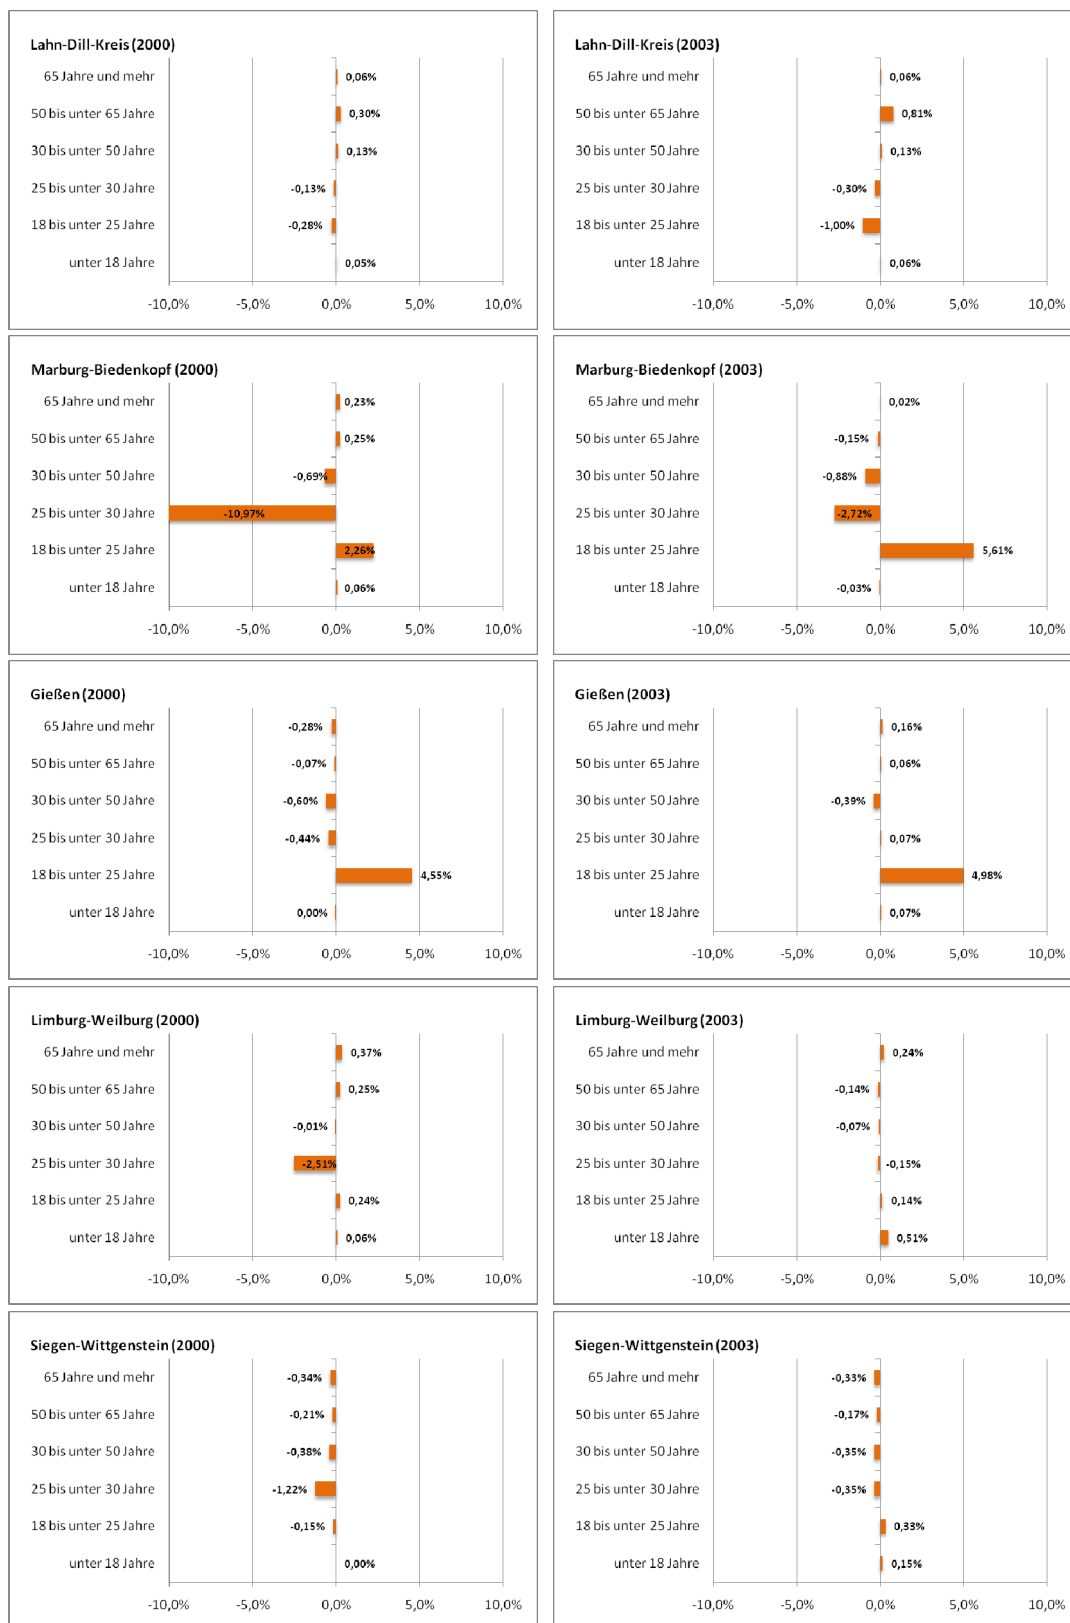 Lahn-Dill-Kreis (2000)
65 Jahre und mehr 0,06%
50 bis unter 65 Jahre 0,30%
30 bis unter 50 Jahre 0,13%
25 bis unter 30 Jahre -0,13%
18 bis unter 25 Jahre -0,28%
unter 18 Jahre 0,05%
-10,0% -5,0% 0,0% 5,0% 10,0%
Lahn-Dill-Kreis (2003)
65 Jahre und mehr 0,06%
50 bis unter 65 Jahre 0,81%
30 bis unter 50 Jahre 0,13%
25 bis unter 30 Jahre -0,30%
18 bis unter 25 Jahre -1,00%
unter 18 Jahre 0,06%
-10,0% -5,0% 0,0% 5,0% 10,0%
Marburg-Biedenkopf (2000)
65 Jahre und mehr 0,23%
50 bis unter 65 Jahre 0,25%
30 bis unter 50 Jahre -0,69%
25 bis unter 30 Jahre -10,97%
18 bis unter 25 Jahre 2,26%
unter 18 Jahre 0,06%
-10,0% -5,0% 0,0% 5,0% 10,0%
Marburg-Biedenkopf (2003)
65 Jahre und mehr 0,02%
50 bis unter 65 Jahre -0,15%
30 bis unter 50 Jahre -0,88%
25 bis unter 30 Jahre -2,72%
18 bis unter 25 Jahre 5,61%
unter 18 Jahre -0,03%
-10,0% -5,0% 0,0% 5,0% 10,0%
Gießen (2000)
65 Jahre und mehr -0,28%
50 bis unter 65 Jahre -0,07%
30 bis unter 50 Jahre -0,60%
25 bis unter 30 Jahre -0,44%
18 bis unter 25 Jahre 4,55%
unter 18 Jahre 0,00%
-10,0% -5,0% 0,0% 5,0% 10,0%
Gießen (2003)
65 Jahre und mehr 0,16%
50 bis unter 65 Jahre 0,06%
30 bis unter 50 Jahre -0,39%
25 bis unter 30 Jahre 0,07%
18 bis unter 25 Jahre 4,98%
unter 18 Jahre 0,07%
-10,0% -5,0% 0,0% 5,0% 10,0%
Limburg-Weilburg (2000)
65 Jahre und mehr 0,37%
50 bis unter 65 Jahre 0,25%
30 bis unter 50 Jahre -0,01%
25 bis unter 30 Jahre -2,51%
18 bis unter 25 Jahre 0,24%
unter 18 Jahre 0,06%
-10,0% -5,0% 0,0% 5,0% 10,0%
Limburg-Weilburg (2003)
65 Jahre und mehr 0,24%
50 bis unter 65 Jahre -0,14%
30 bis unter 50 Jahre -0,07%
25 bis unter 30 Jahre -0,15%
18 bis unter 25 Jahre 0,14%
unter 18 Jahre 0,51%
-10,0% -5,0% 0,0% 5,0% 10,0%
Siegen-Wittgenstein (2000)
65 Jahre und mehr -0,34%
50 bis unter 65 Jahre -0,21%
30 bis unter 50 Jahre -0,38%
25 bis unter 30 Jahre -1,22%
18 bis unter 25 Jahre -0,15%
unter 18 Jahre 0,00%
-10,0% -5,0% 0,0% 5,0% 10,0%
Siegen-Wittgenstein (2003)
65 Jahre und mehr -0,33%
50 bis unter 65 Jahre -0,17%
30 bis unter 50 Jahre -0,35%
25 bis unter 30 Jahre -0,35%
18 bis unter 25 Jahre 0,33%
unter 18 Jahre 0,15%
-10,0% -5,0% 0,0% 5,0% 10,0%